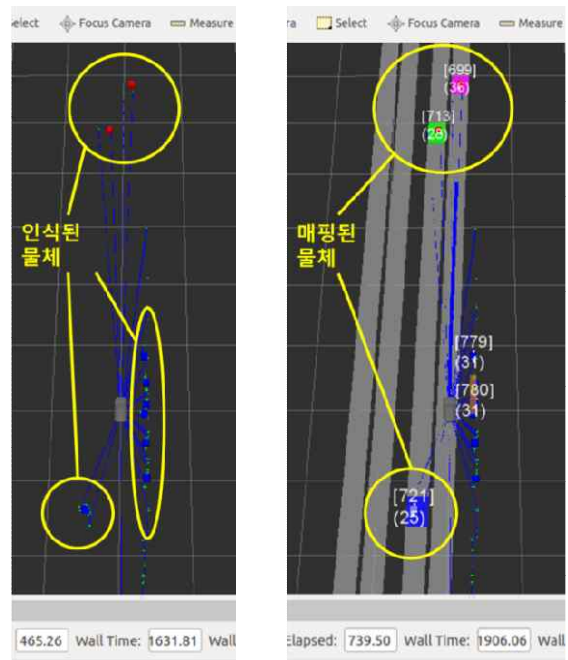 elect Focus Camera Measure
인식된
물체
465.26 Wall Time: 1631.81 Wall
ra Select Focus Camera Measure
[699]
(36)
[713]
(28)
매핑된
물체
[779]
(31)
[780]
(31)
[721]
(25)
Elapsed: 739.50 Wall Time: 1906.06 Wall